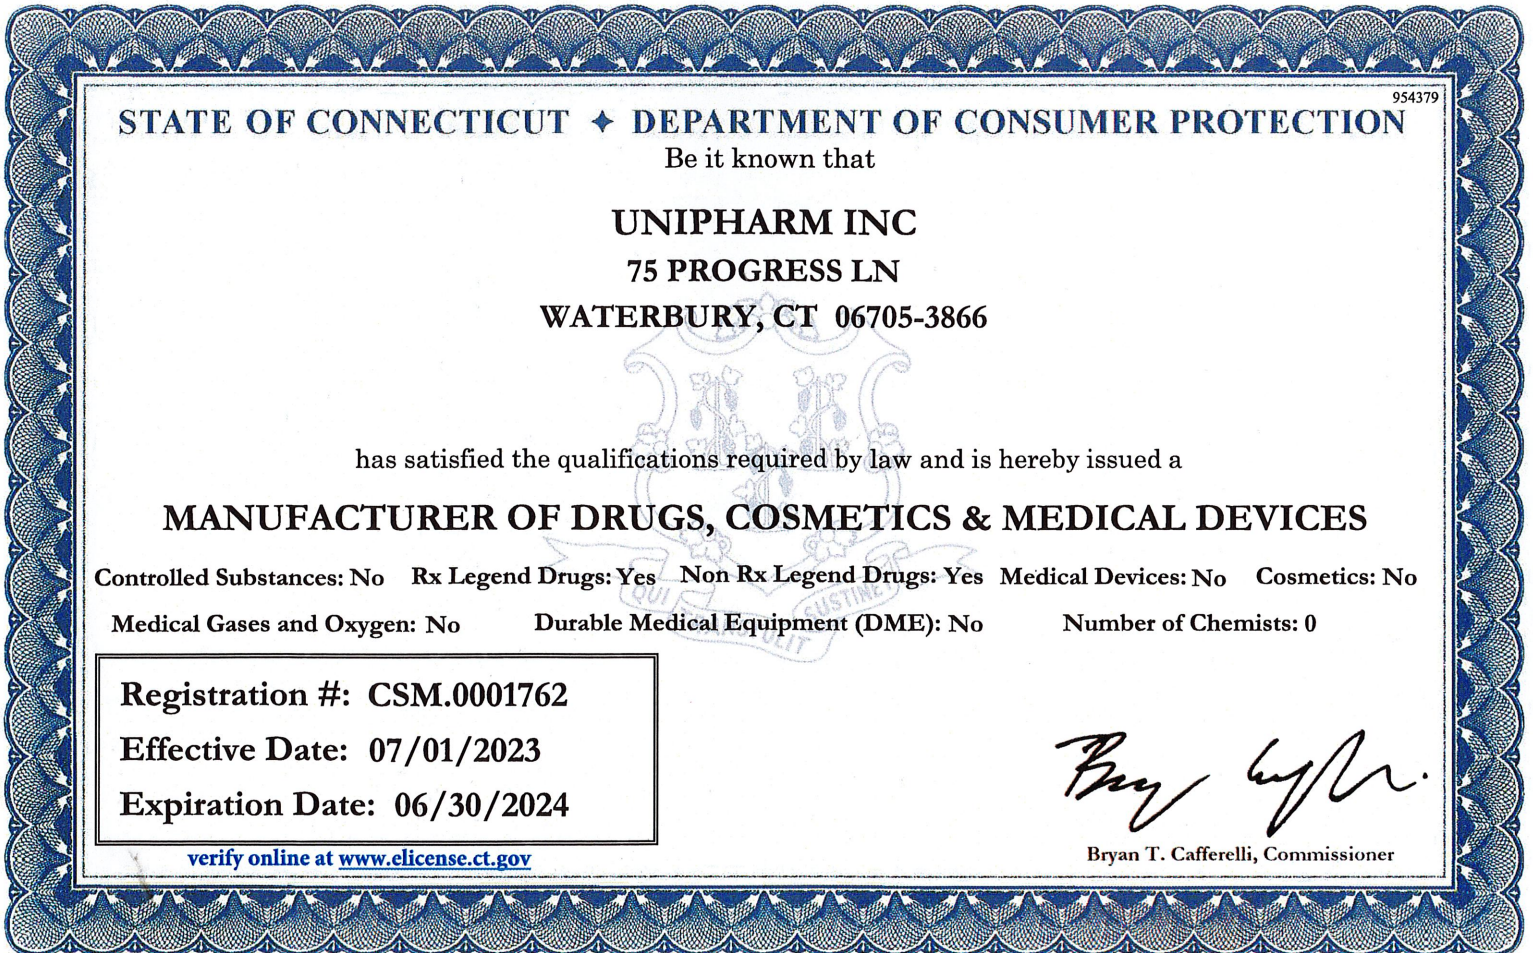 954379
STATE OF CONNECTICUT ✦ DEPARTMENT OF CONSUMER PROTECTION
Be it known that
UNIPHARM INC
75 PROGRESS LN
WATERBURY, CT 06705-3866
has satisfied the qualifications required by law and is hereby issued a
MANUFACTURER OF DRUGS, COSMETICS & MEDICAL DEVICES
Controlled Substances: No Rx Legend Drugs: Yes Non Rx Legend Drugs: Yes Medical Devices: No Cosmetics: No
QUI TRANSTULIT SUSTINET
Medical Gases and Oxygen: No Durable Medical Equipment (DME): No Number of Chemists: 0
Registration #: CSM.0001762
Effective Date: 07/01/2023
Expiration Date: 06/30/2024
verify online at www.elicense.ct.gov
Bryan T. Cafferelli, Commissioner